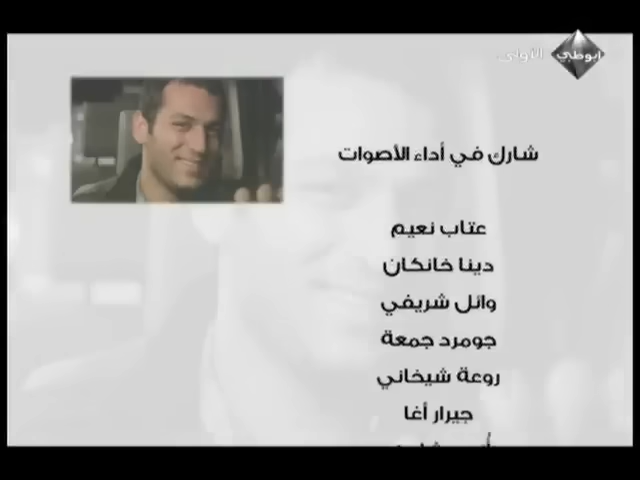 أبوظبي الأولى
شارك في أداء الأصوات
عتاب نعيم
دينا خانكان
وائل شريفي
جومرد جمعة
روعة شيخاني
جيرار أغا